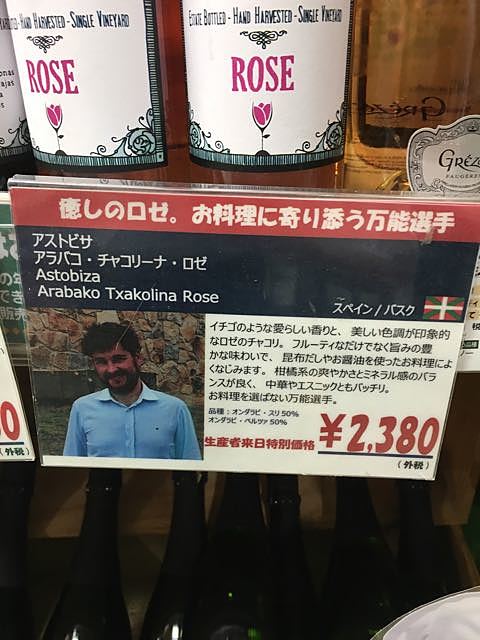 ESTATE BOTTLED - HAND HARVESTED - SINGLE VINEYARD
HAND HARVESTED - SINGLE VINEYARD
ROSE
ROSE
GRÉZ
FAUGÈRES
癒しのロゼ。お料理に寄り添う万能選手
アストビサ
アラバコ・チャコリーナ・ロゼ
Astobiza
Arabako Txakolina Rose
スペイン / バスク
イチゴのような愛らしい香りと、美しい色調が印象的
なロゼのチャコリ。フルーティなだけでなく旨みの豊
かな味わいで、昆布だしやお醤油を使ったお料理によ
くなじみます。柑橘系の爽やかさとミネラル感のバラ
ンスが良く、中華やエスニックともバッチリ。
お料理を選ばない万能選手。
品種：オンダラビ・スリ 50%
オンダラビ・ベルツァ 50%
生産者来日特別価格
￥2,380
（外税）
（外税）